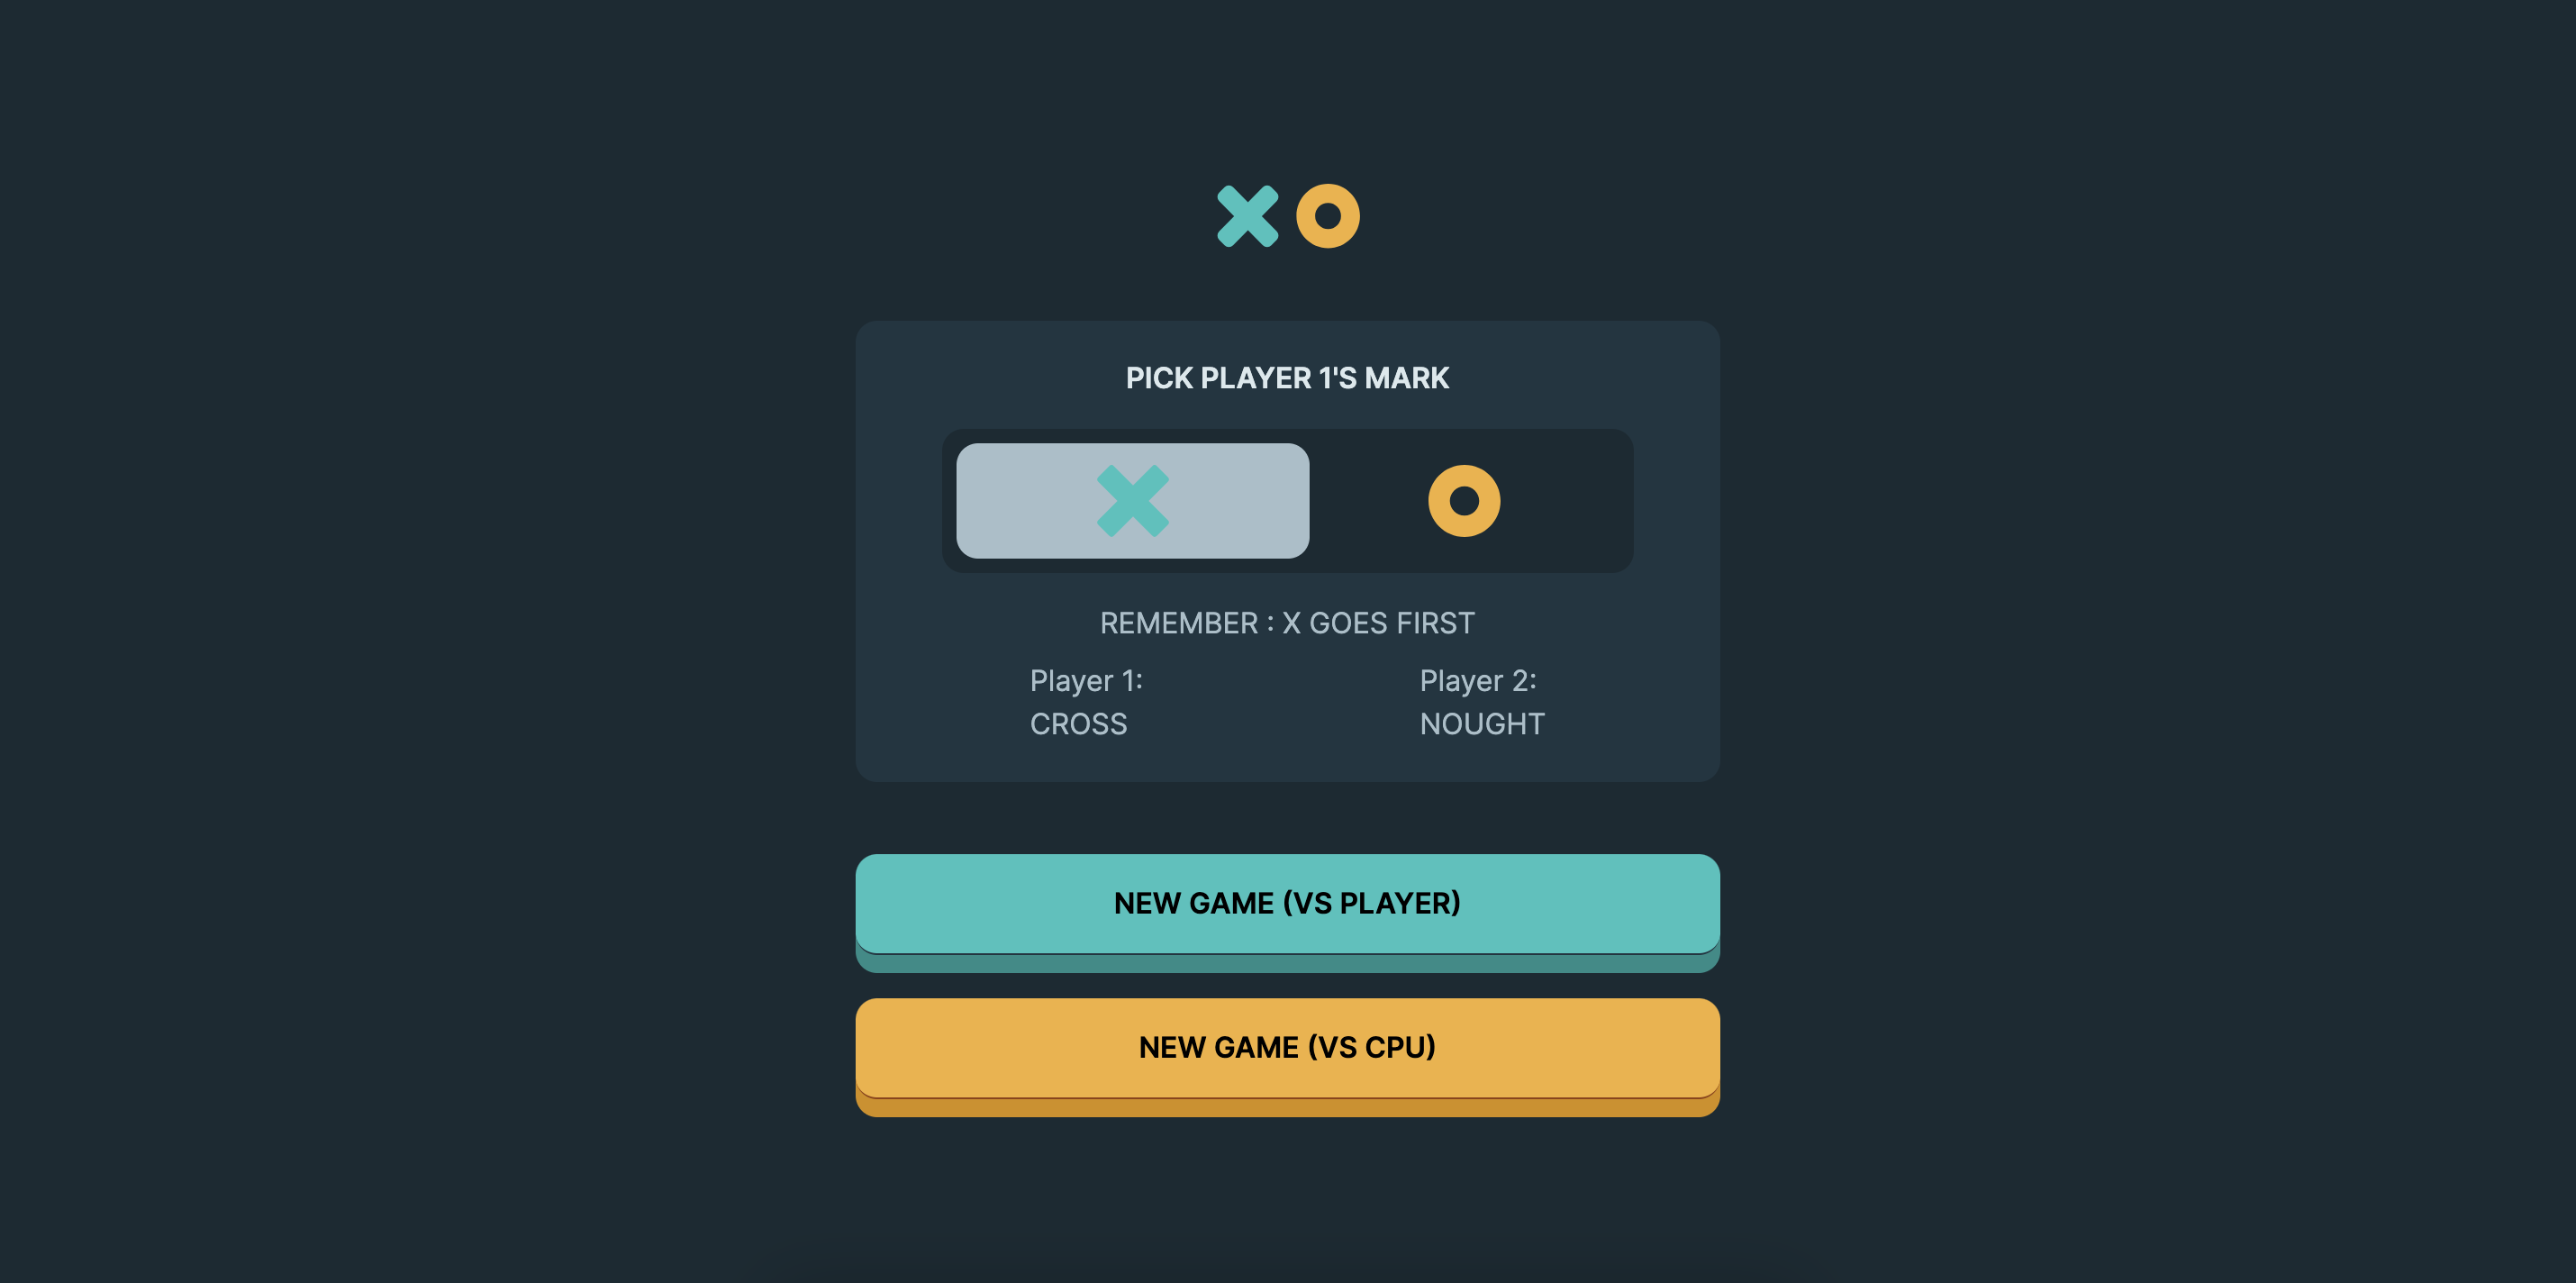 PICK PLAYER 1'S MARK
REMEMBER : X GOES FIRST
Player 1:
CROSS
Player 2:
NOUGHT
NEW GAME (VS PLAYER)
NEW GAME (VS CPU)